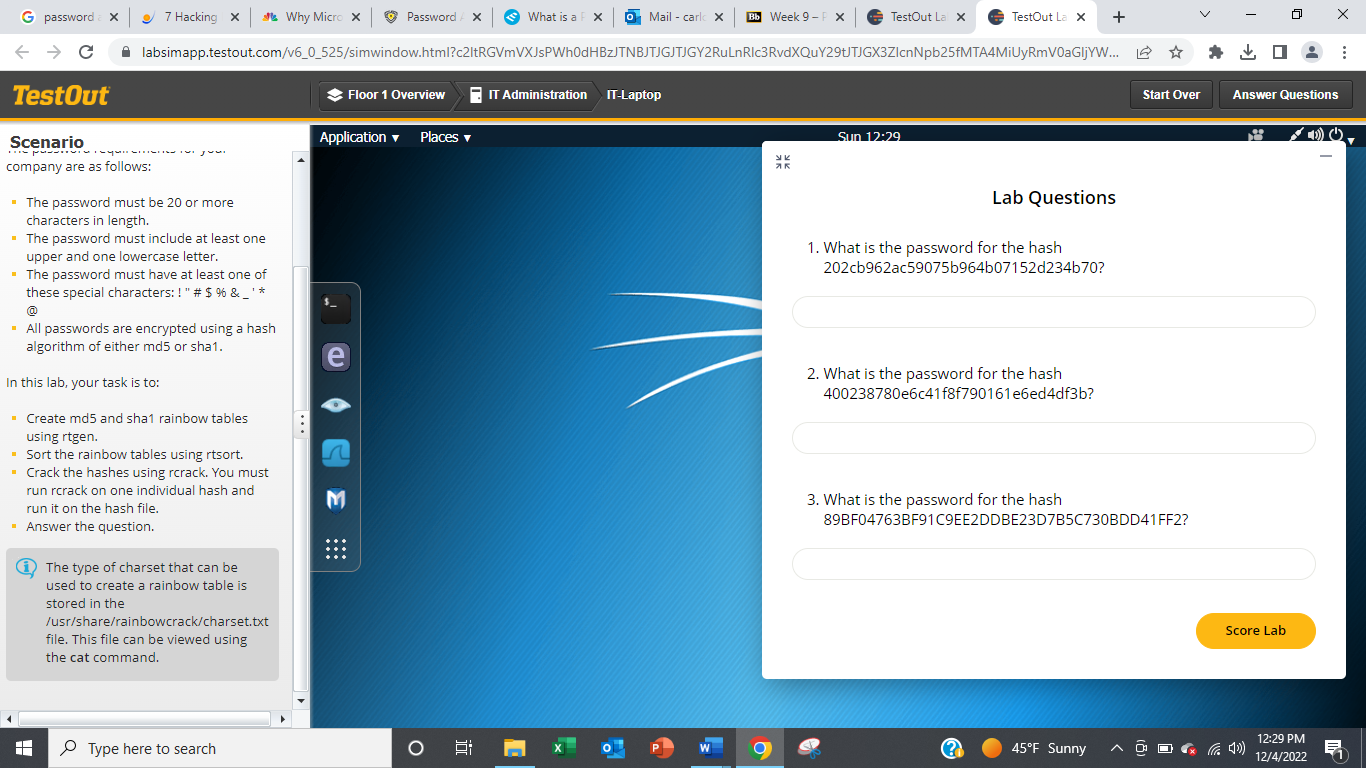 password a
7 Hacking
Why Micro
Password A
What is a F
Mail - carlo
Week 9 – F
TestOut La
TestOut La
labsimapp.testout.com/v6_0_525/simwindow.html?c2ltRGVmVXJsPWh0dHBzJTNBJTJGJTJGY2RuLnRlc3RvdXQuY29tJTJGX3ZlcnNpb25fMTA4MiUyRmV0aGljYW...
TestOut
Floor 1 Overview
IT Administration
IT-Laptop
Start Over
Answer Questions
Scenario
The password requirements for your
company are as follows:
The password must be 20 or more
characters in length.
The password must include at least one
upper and one lowercase letter.
The password must have at least one of
these special characters: ! " # $ % & _ ' *
@
All passwords are encrypted using a hash
algorithm of either md5 or sha1.
In this lab, your task is to:
Create md5 and sha1 rainbow tables
using rtgen.
Sort the rainbow tables using rtsort.
Crack the hashes using rcrack. You must
run rcrack on one individual hash and
run it on the hash file.
Answer the question.
The type of charset that can be
used to create a rainbow table is
stored in the
/usr/share/rainbowcrack/charset.txt
file. This file can be viewed using
the cat command.
Application
Places
Sun 12:29
Lab Questions
1. What is the password for the hash
202cb962ac59075b964b07152d234b70?
2. What is the password for the hash
400238780e6c41f8f790161e6ed4df3b?
3. What is the password for the hash
89BF04763BF91C9EE2DDBE23D7B5C730BDD41FF2?
Score Lab
Type here to search
45°F Sunny
12:29 PM
12/4/2022
1